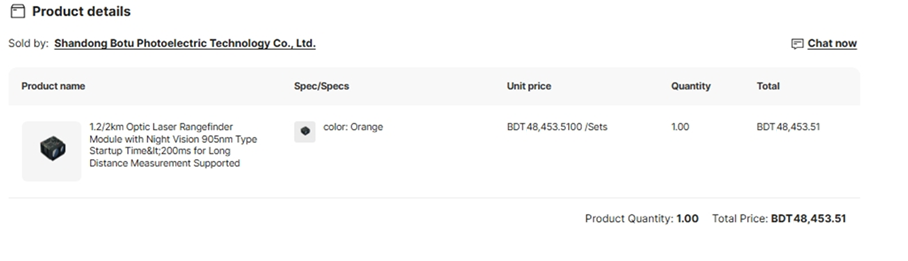 Product details
Sold by: Shandong Botu Photoelectric Technology Co., Ltd.
Chat now
Product name Spec/Specs Unit price Quantity Total
1.2/2km Optic Laser Rangefinder
Module with Night Vision 905nm Type
Startup Time&lt;200ms for Long
Distance Measurement Supported
color: Orange
BDT 48,453.5100 /Sets
1.00
BDT 48,453.51
Product Quantity: 1.00 Total Price: BDT 48,453.51